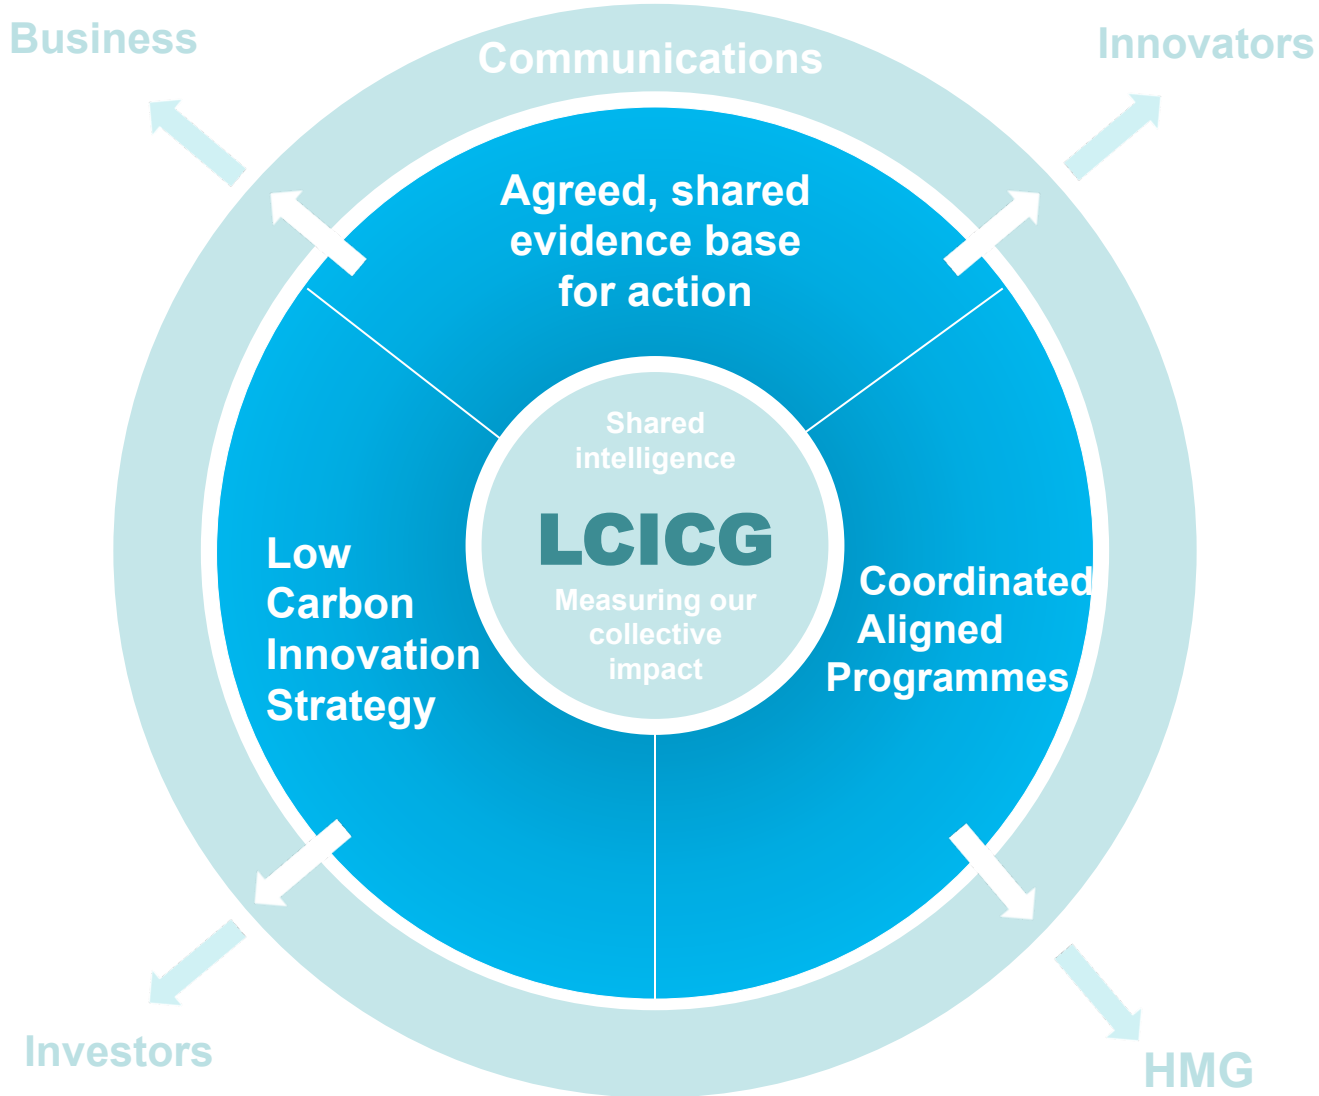 Business
Innovators
Communications
Agreed, shared
evidence base
for action
Shared
intelligence
LCICG
Measuring our
collective
impact
Low
Carbon
Innovation
Strategy
Coordinated
Aligned
Programmes
Investors
HMG